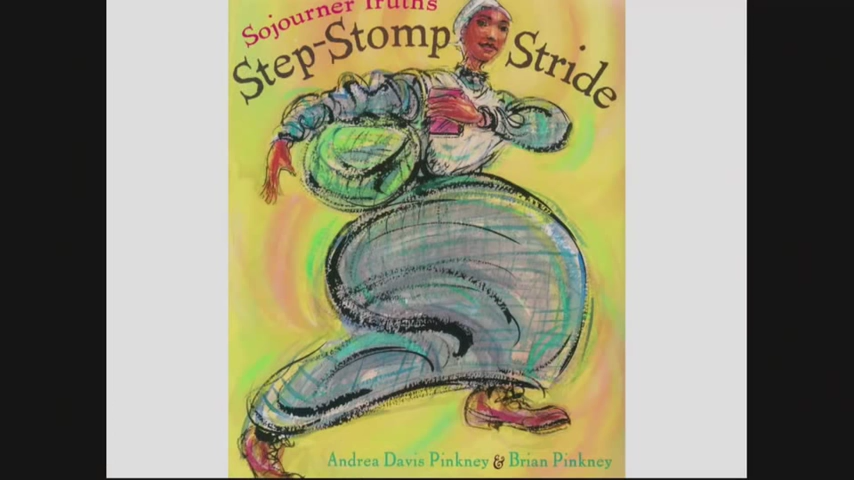 Sojourner Truth's
Step-Stomp Stride
Andrea Davis Pinkney & Brian Pinkney